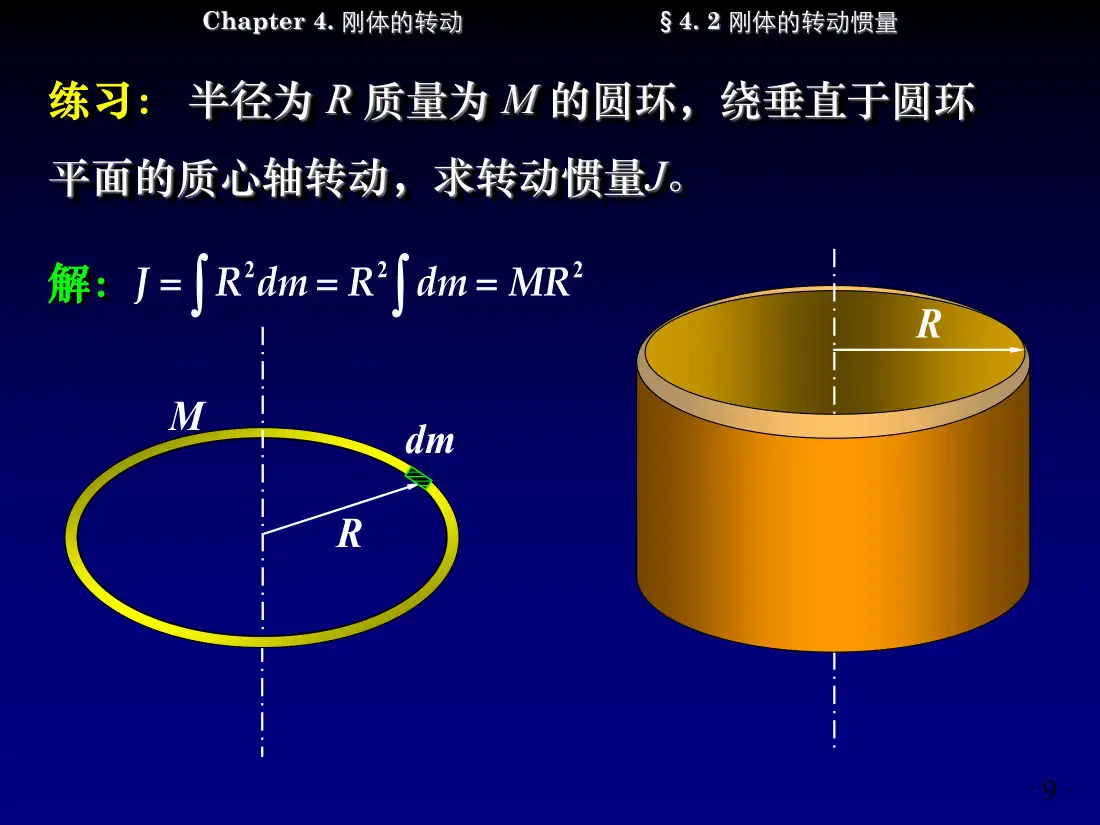 Chapter 4. 刚体的转动 §4. 2 刚体的转动惯量
练习： 半径为 R 质量为 M 的圆环，绕垂直于圆环
平面的质心轴转动，求转动惯量J。
解： J = ∫ R²dm = R² ∫ dm = MR²
R
M
dm
R
· 9 ·